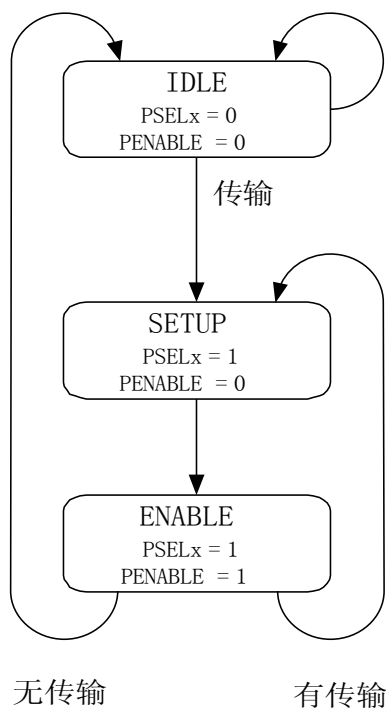 IDLE
PSELx = 0
PENABLE = 0
传输
SETUP
PSELx = 1
PENABLE = 0
ENABLE
PSELx = 1
PENABLE = 1
无传输
有传输